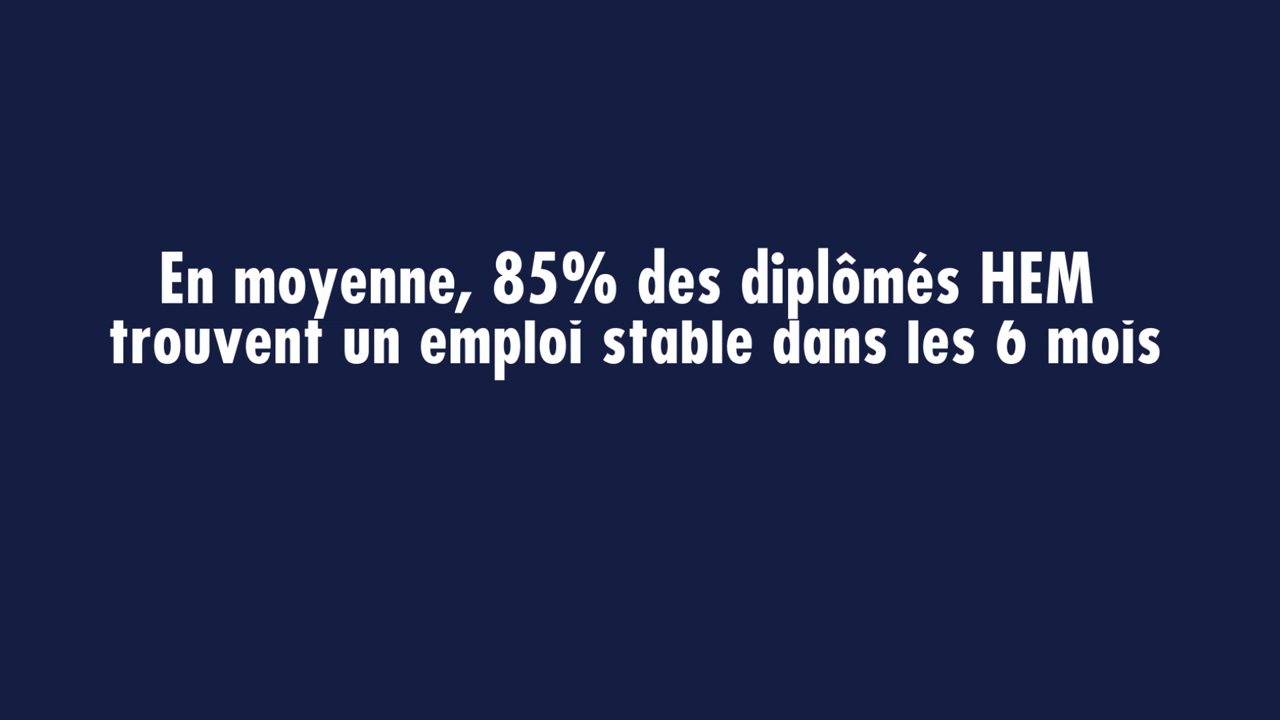 En moyenne, 85% des diplômés HEM
trouvent un emploi stable dans les 6 mois